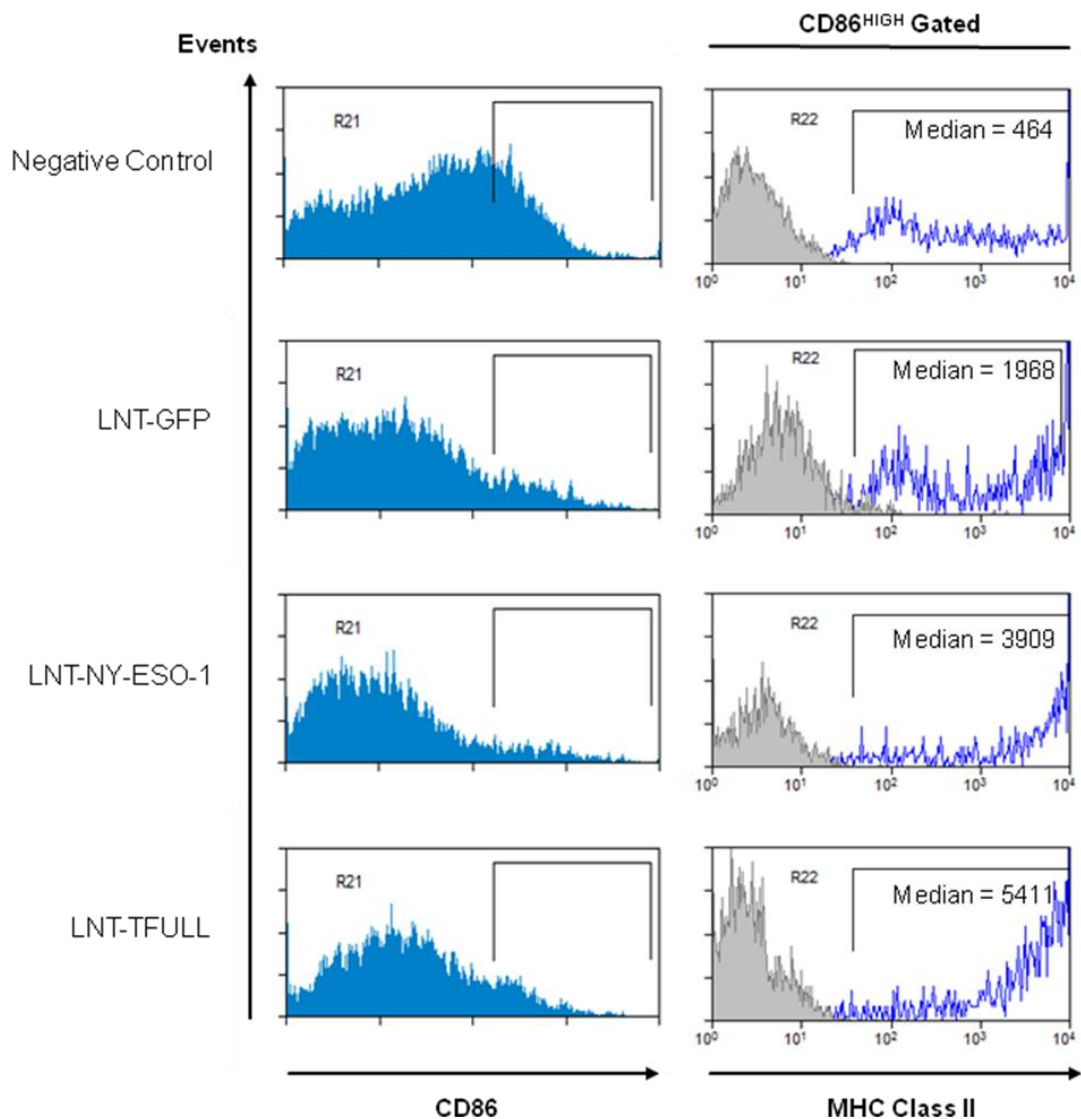 CD86HIGH Gated
Events
R21
R22
Median = 464
Negative Control
10⁰ 10¹ 10² 10³ 10⁴
R21
R22
Median = 1968
LNT-GFP
10⁰ 10¹ 10² 10³ 10⁴
R21
R22
Median = 3909
LNT-NY-ESO-1
10⁰ 10¹ 10² 10³ 10⁴
R21
R22
Median = 5411
LNT-TFULL
10⁰ 10¹ 10² 10³ 10⁴
CD86
MHC Class II